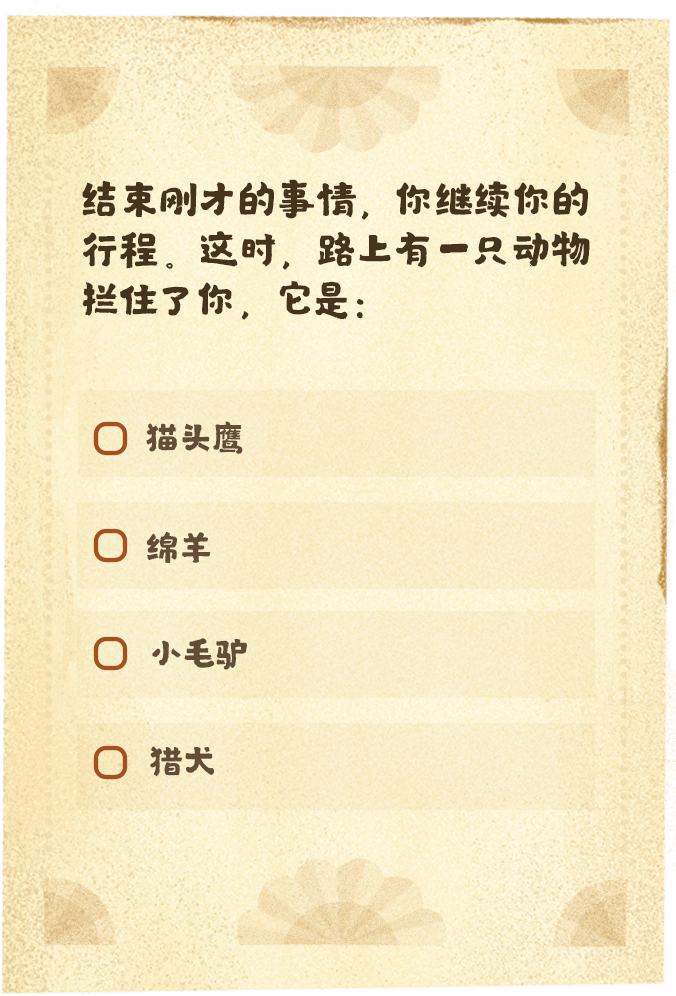 结束刚才的事情，你继续你的
行程。这时，路上有一只动物
拦住了你，它是：
猫头鹰
绵羊
小毛驴
猎犬